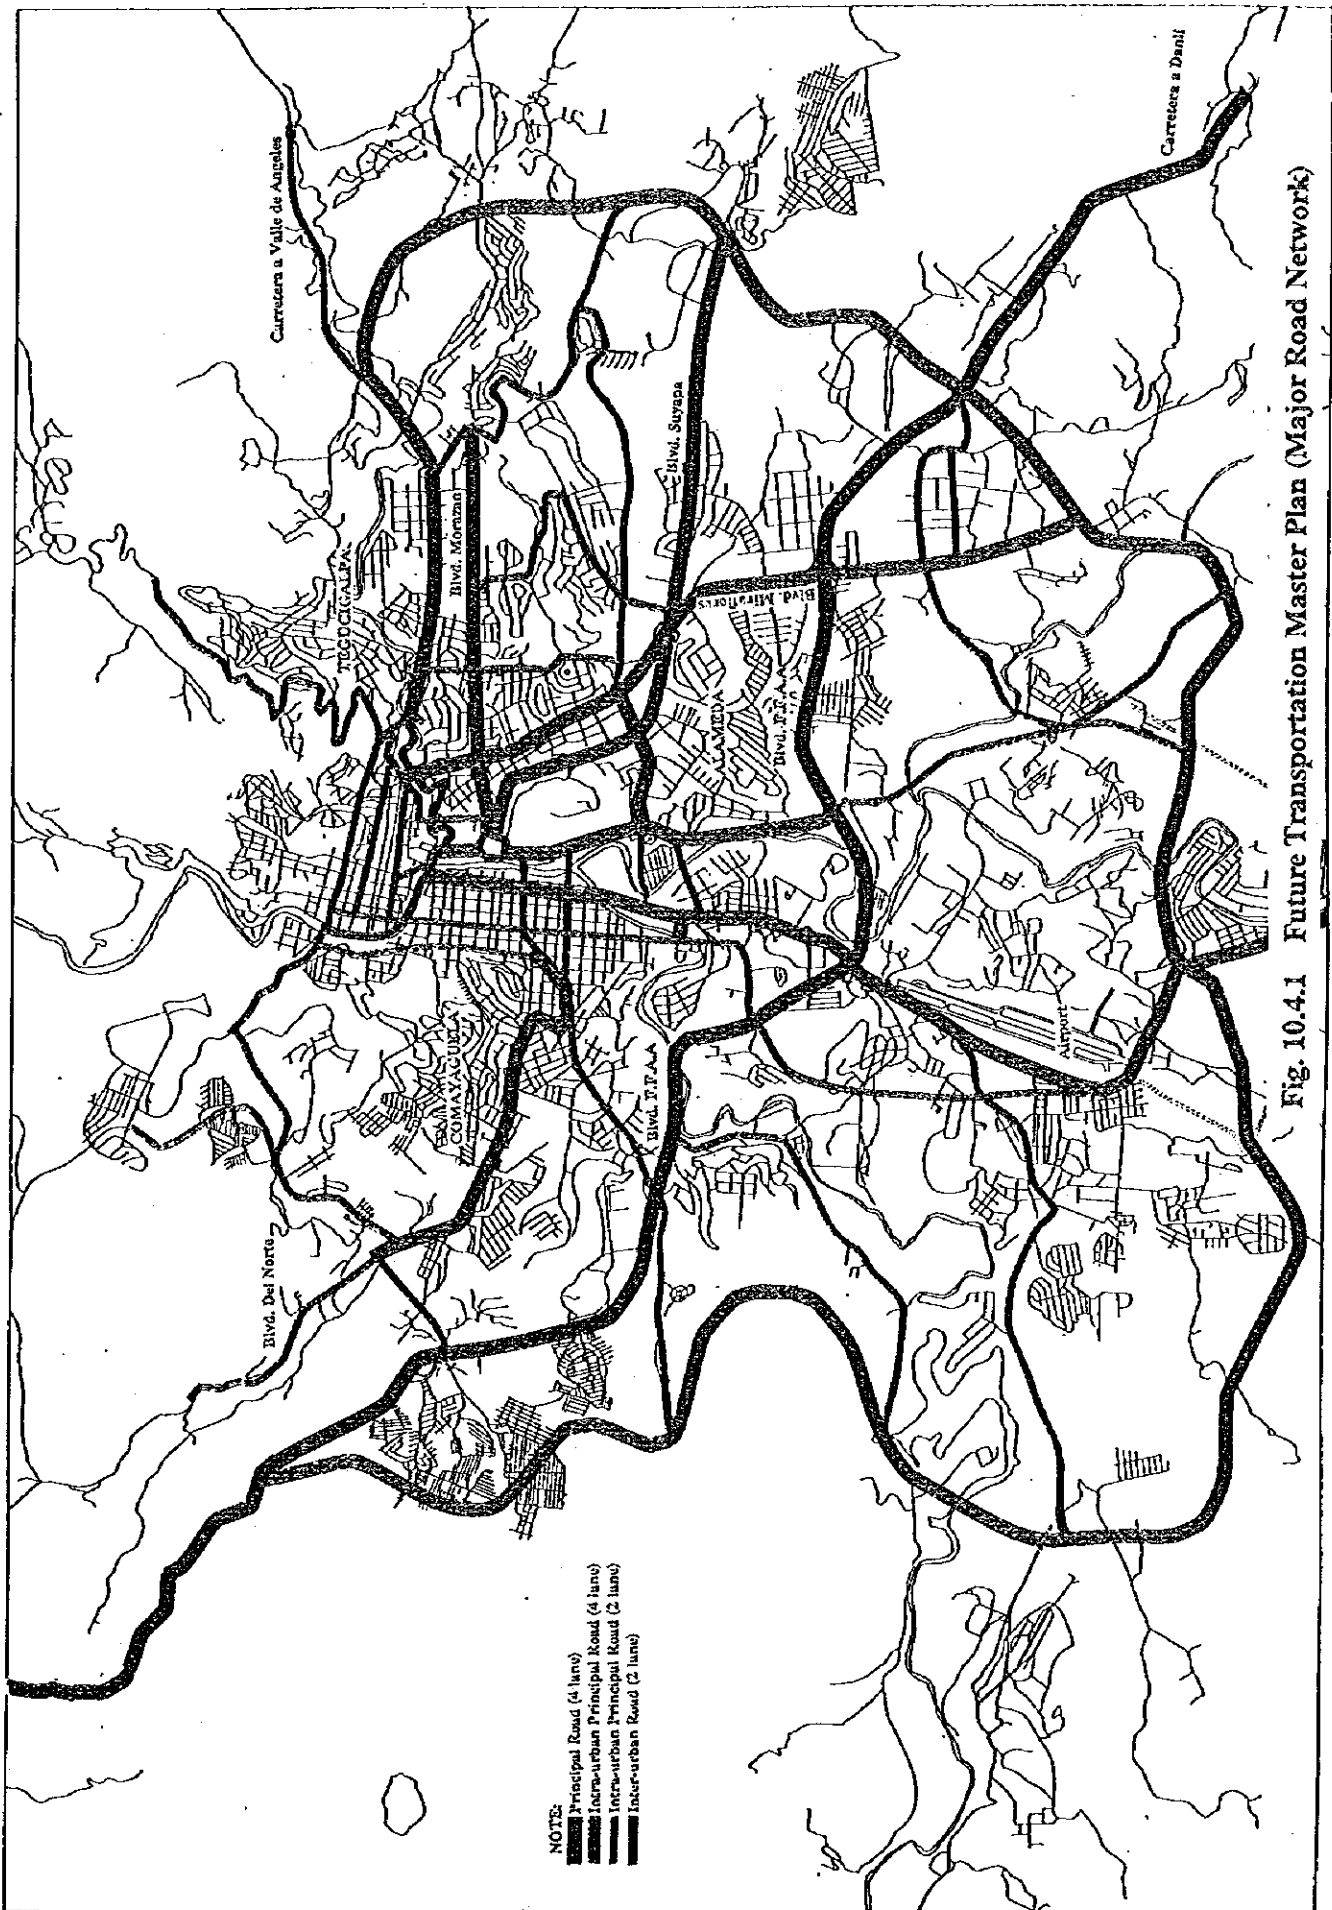 Carretera a Valle de Angeles
Carretera a Danlí
TEGUCIGALPA
Blvd. Morazan
Blvd. Suyapa
Blvd. Miraflores
Blvd. F.F.A.A
COMAYAGUELA
Blvd. F.F.A.A
Airport
Blvd. Del Norte
NOTE:
Principal Road (4 lane)
Intra-urban Principal Road (4 lane)
Intra-urban Principal Road (2 lane)
Inter-urban Road (2 lane)
Fig. 10.4.1 Future Transportation Master Plan (Major Road Network)